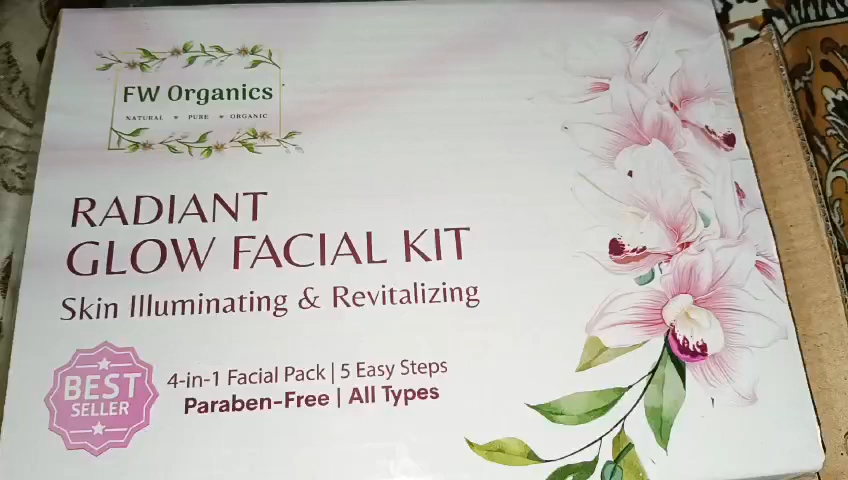 FW Organics
NATURAL PURE ORGANIC
RADIANT
GLOW FACIAL KIT
Skin Illuminating & Revitalizing
BEST
SELLER
4-in-1 Facial Pack | 5 Easy Steps
Paraben-Free | All Types